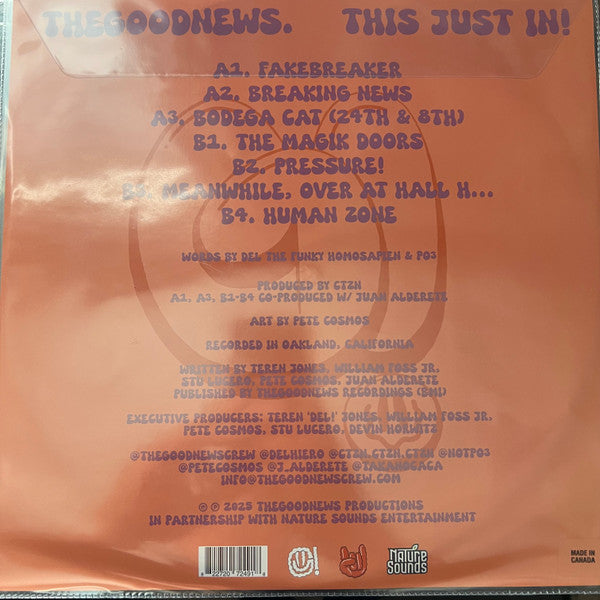 THEGOODNEWS. THIS JUST IN!
A1. FAKEBREAKER
A2. BREAKING NEWS
A3. BODEGA CAT (24TH & 8TH)
B1. THE MAGIK DOORS
B2. PRESSURE!
B3. MEANWHILE, OVER AT HALL H...
B4. HUMAN ZONE
WORDS BY DEL THE FUNKY HOMOSAPIEN & PO3
PRODUCED BY CTZN
A1, A3, B1-B4 CO-PRODUCED W/ JUAN ALDERETE
ART BY PETE COSMOS
RECORDED IN OAKLAND, CALIFORNIA
WRITTEN BY TEREN JONES, WILLIAM FOSS JR.
STU LUCERO, PETE COSMOS, JUAN ALDERETE
PUBLISHED BY THEGOODNEWS RECORDINGS (BMI)
EXECUTIVE PRODUCERS: TEREN 'DEL!' JONES, WILLIAM FOSS JR.
PETE COSMOS, STU LUCERO, DEVIN HORWITZ
@THEGOODNEWSCREW @DELHIERO @CTZN.CTZN.CTZN @NOTPO3
@PETECOSMOS @J_ALDERETE @TAKAHOCACA
INFO@THEGOODNEWSCREW.COM
© ℗ 2025 THEGOODNEWS PRODUCTIONS
IN PARTNERSHIP WITH NATURE SOUNDS ENTERTAINMENT
NATURE
SOUNDS
MADE IN
CANADA